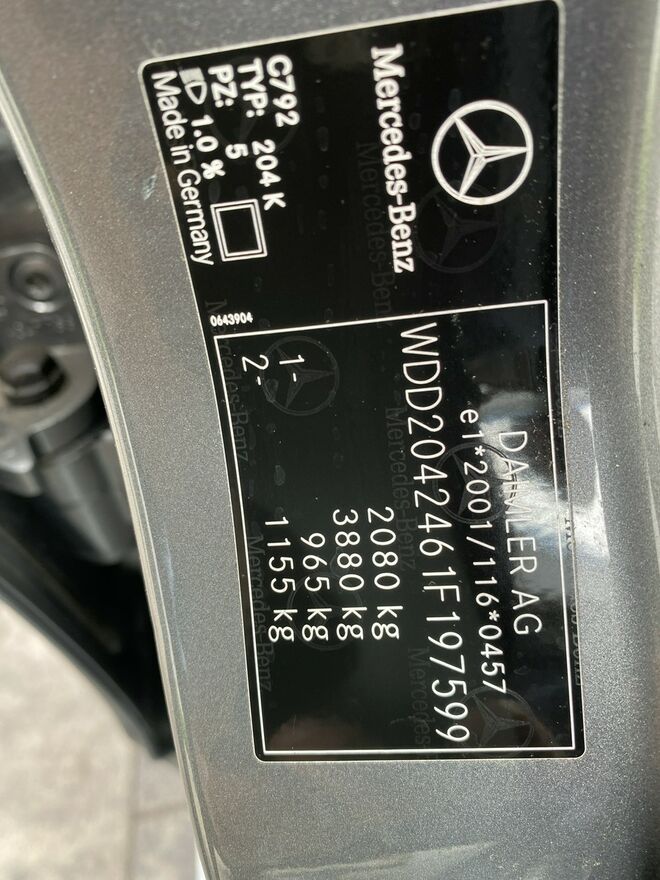 Mercedes-Benz
C792
TYP: 204 K
PZ: 5
1.0 %
Made in Germany
0643904
DAIMLER AG
e1*2001/116*0457
WDD2042461F197599
2080 kg
3880 kg
1- 965 kg
2- 1155 kg